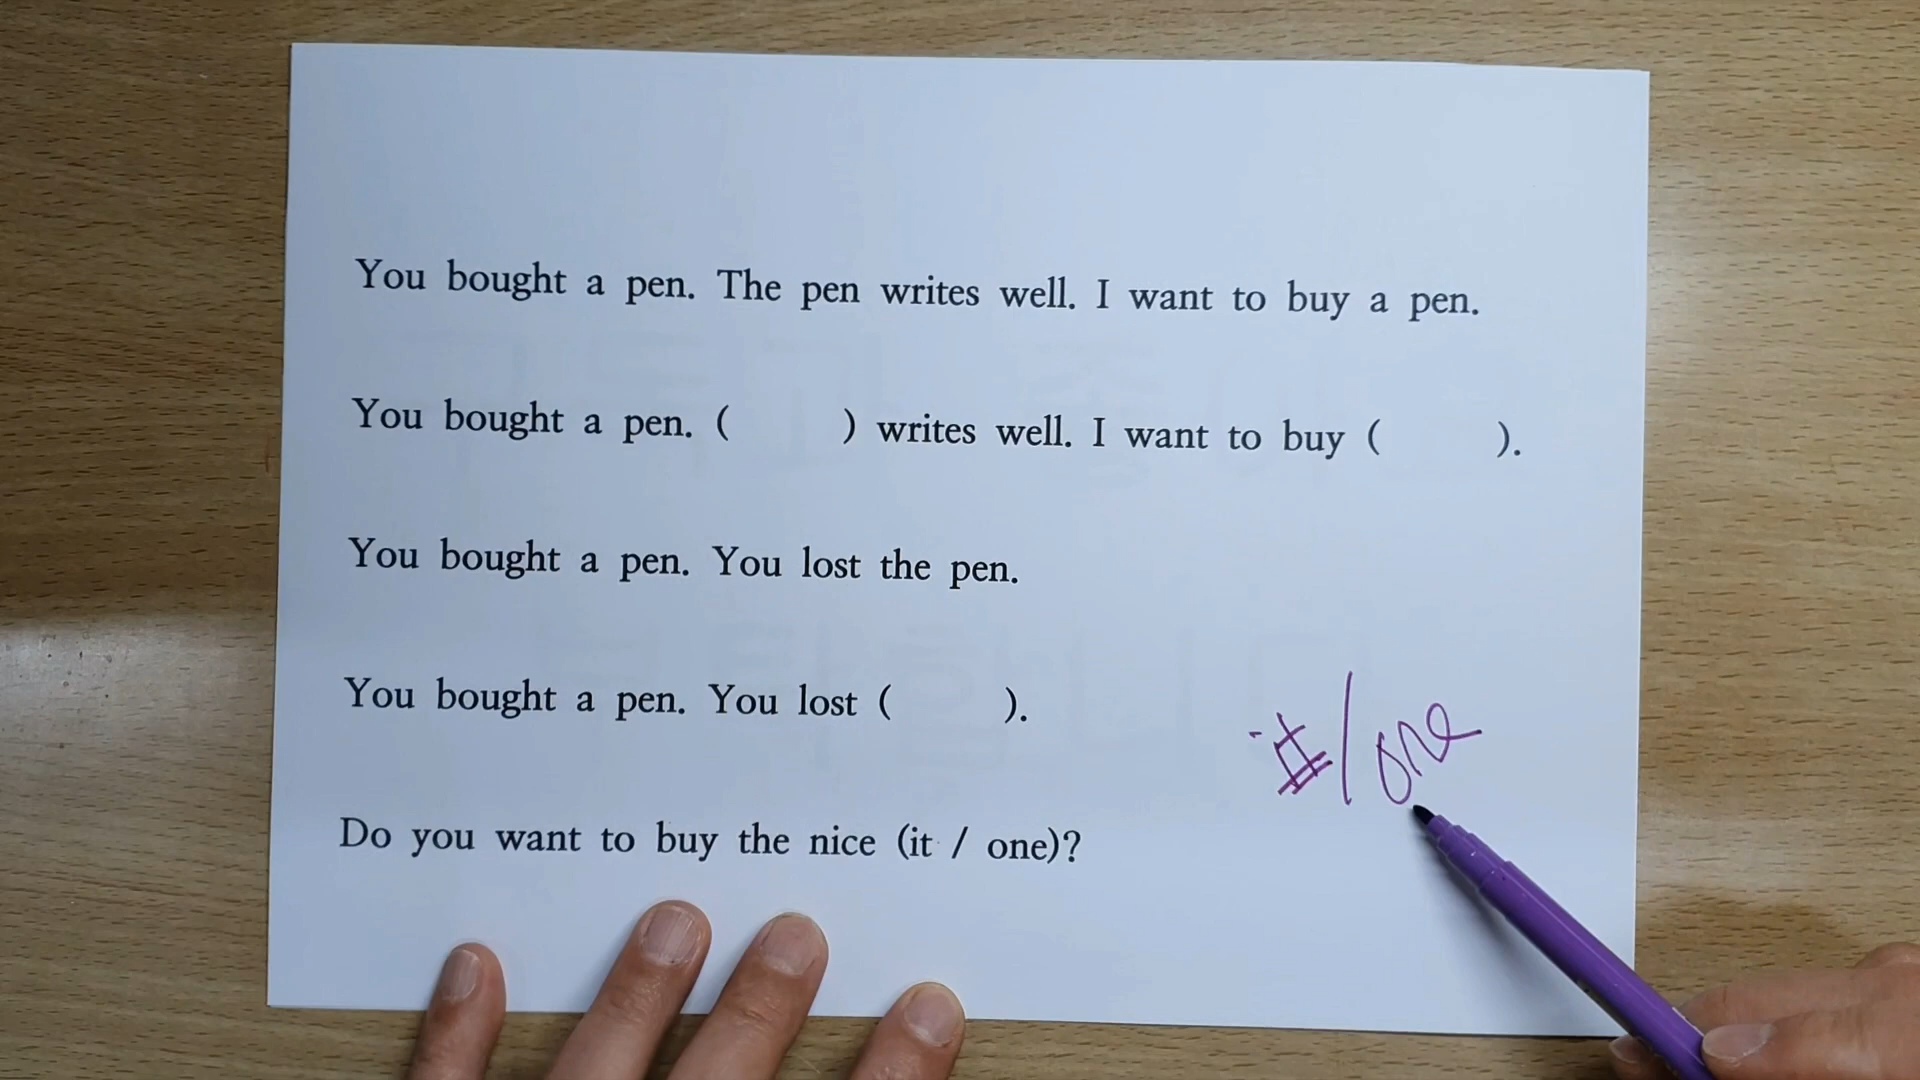 You bought a pen. The pen writes well. I want to buy a pen.
You bought a pen. ( ) writes well. I want to buy ( ).
You bought a pen. You lost the pen.
You bought a pen. You lost ( ).
it / one
Do you want to buy the nice (it / one)?